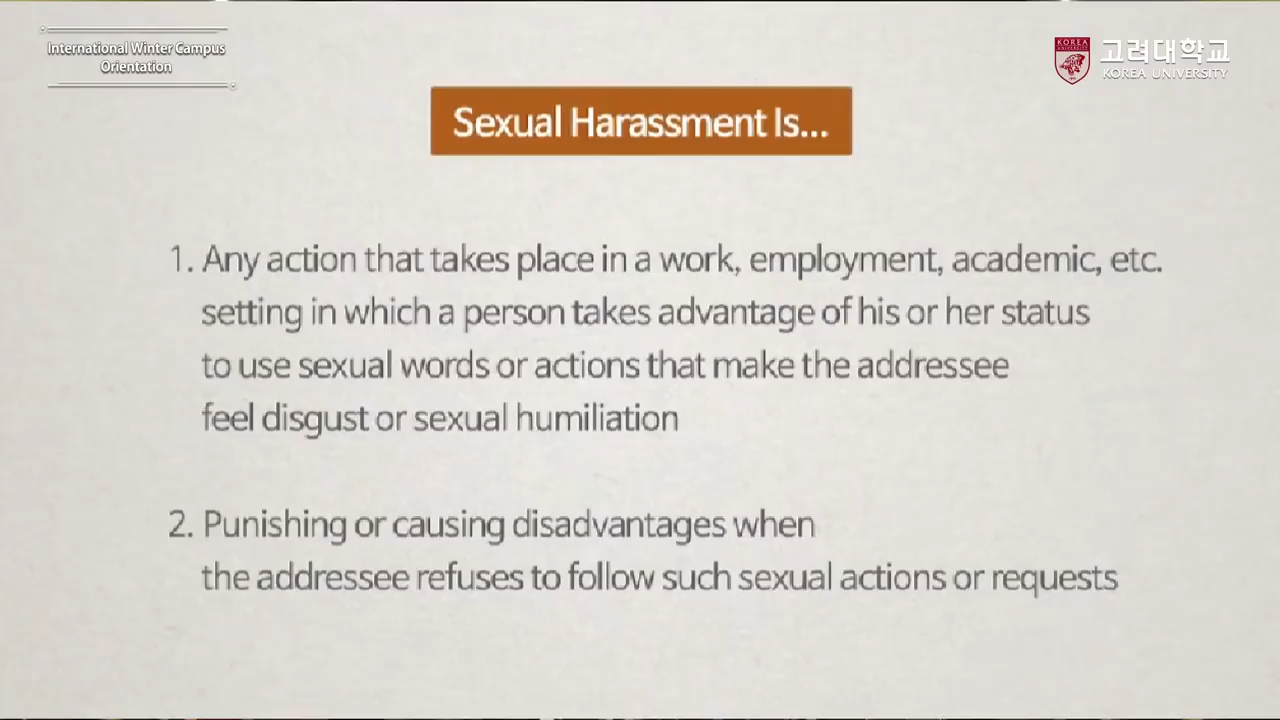 International Winter Campus
Orientation
KOREA
UNIVERSITY
고려대학교
KOREA UNIVERSITY
Sexual Harassment Is...
1. Any action that takes place in a work, employment, academic, etc.
setting in which a person takes advantage of his or her status
to use sexual words or actions that make the addressee
feel disgust or sexual humiliation
2. Punishing or causing disadvantages when
the addressee refuses to follow such sexual actions or requests